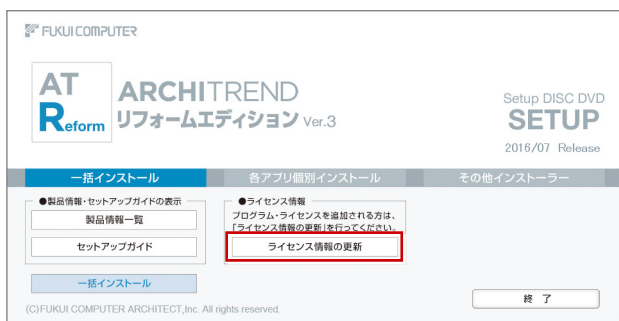 FUKUI COMPUTER
AT
Reform
ARCHITREND
リフォームエディション Ver.3
Setup DISC DVD
SETUP
2016/07 Release
一括インストール
各アプリ個別インストール
その他インストーラー
●製品情報・セットアップガイドの表示
製品情報一覧
セットアップガイド
●ライセンス情報
プログラム・ライセンスを追加される方は、
「ライセンス情報の更新」を行ってください。
ライセンス情報の更新
一括インストール
(C)FUKUI COMPUTER ARCHITECT,Inc. All rights reserved.
終 了